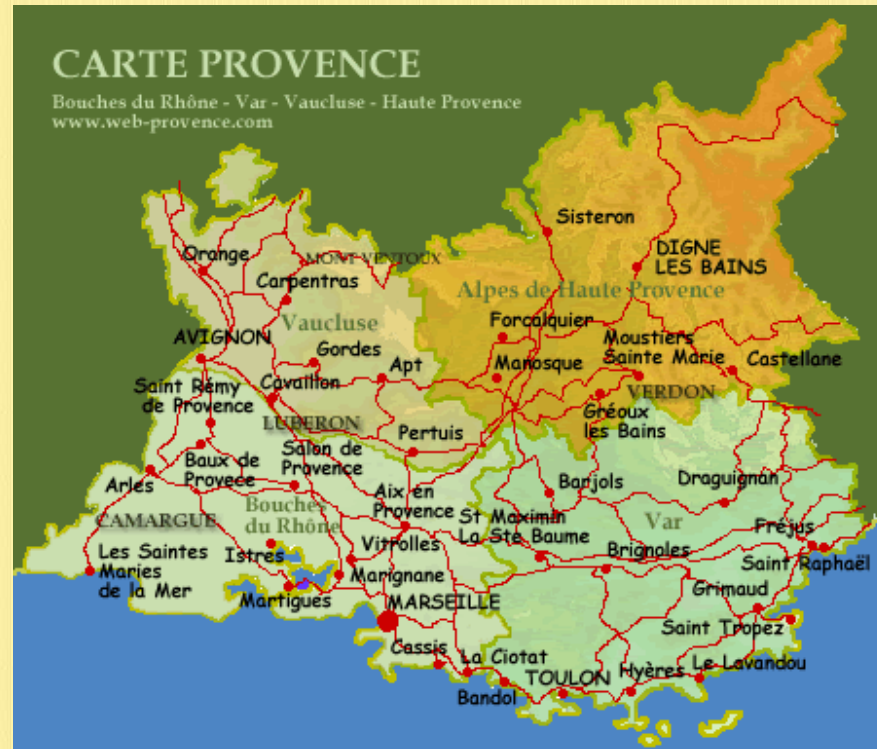 CARTE PROVENCE
Bouches du Rhône - Var - Vaucluse - Haute Provence
www.web-provence.com
Sisteron
Orange
MONT VENTOUX
DIGNE
LES BAINS
Carpentras
Alpes de Haute Provence
Vaucluse
Forcalquier
AVIGNON
Gordes
Moustiers
Sainte Marie
Apt
Manosque
Castellane
Saint Rémy
de Provence
Cavaillon
VERDON
LUBERON
Gréoux
les Bains
Pertuis
Baux de
Provece
Salon de
Provence
Arles
Barjols
Draguignan
Aix en
Provence
Bouches
du Rhône
CAMARGUE
St Maximin
La Ste Baume
Var
Fréjus
Les Saintes
Maries
de la Mer
Istres
Vitrolles
Brignoles
Saint Raphaël
Marignane
Martigues
MARSEILLE
Grimaud
Saint Tropez
Cassis
La Ciotat
Le Lavandou
Hyères
TOULON
Bandol